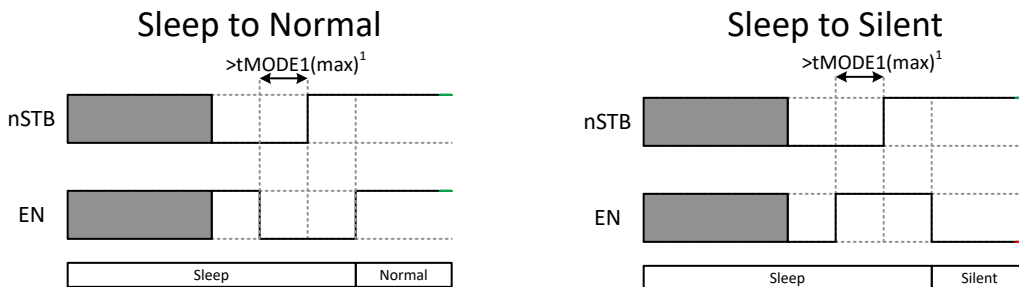 Sleep to Normal
>tMODE1(max)1
nSTB
EN
Sleep
Normal
Sleep to Silent
>tMODE1(max)1
nSTB
EN
Sleep
Silent